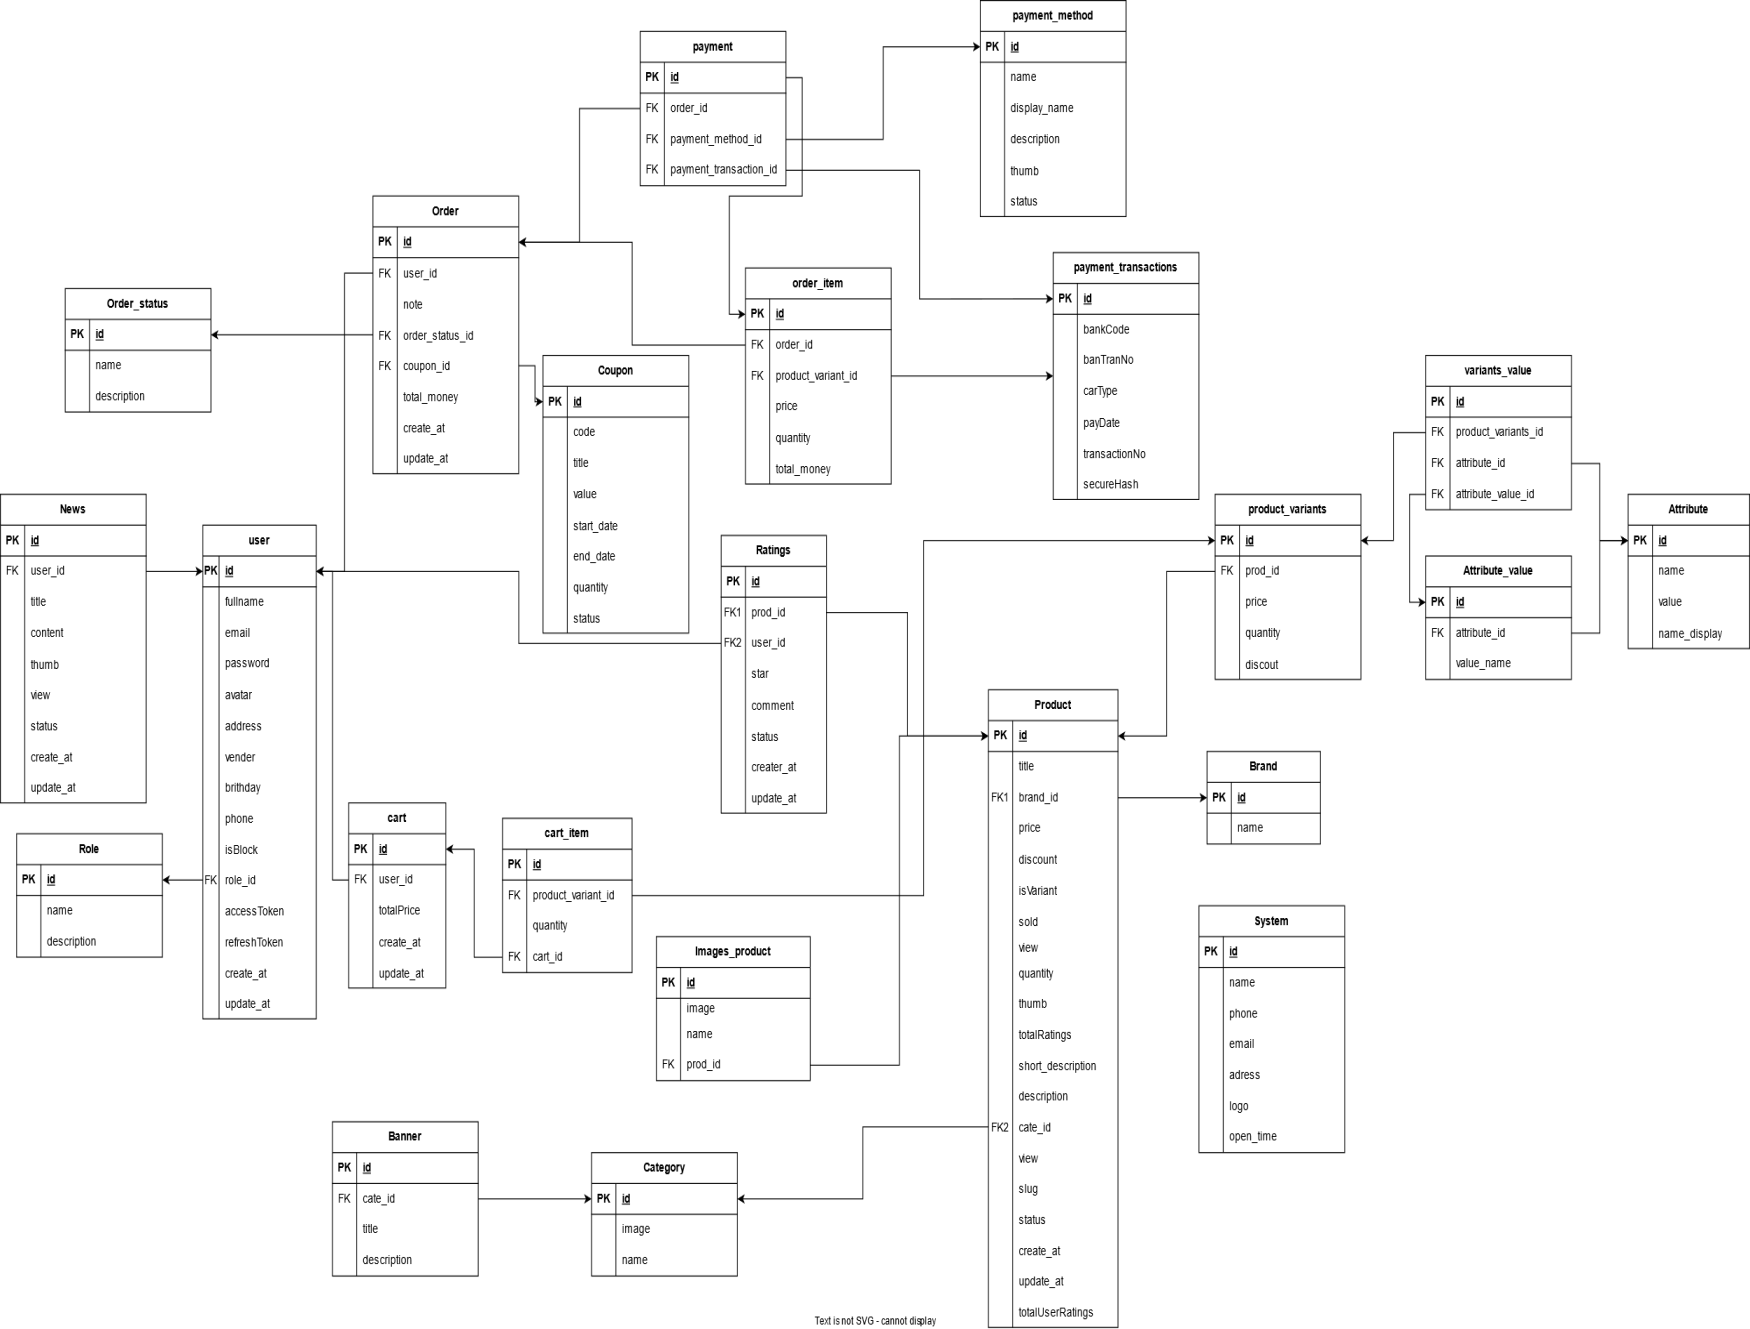 payment_method
PK id
name
display_name
description
thumb
status
payment
PK id
FK order_id
FK payment_method_id
FK payment_transaction_id
Order
PK id
FK user_id
note
FK order_status_id
FK coupon_id
total_money
create_at
update_at
order_item
PK id
FK order_id
FK product_variant_id
price
quantity
total_money
payment_transactions
PK id
bankCode
banTranNo
carType
payDate
transactionNo
secureHash
Order_status
PK id
name
description
Coupon
PK id
code
title
value
start_date
end_date
quantity
status
variants_value
PK id
FK product_variants_id
FK attribute_id
FK attribute_value_id
News
PK id
FK user_id
title
content
thumb
view
status
create_at
update_at
user
PK id
fullname
email
password
avatar
address
vender
brithday
phone
isBlock
FK role_id
accessToken
refreshToken
create_at
update_at
Ratings
PK id
FK1 prod_id
FK2 user_id
star
comment
status
creater_at
update_at
product_variants
PK id
FK prod_id
price
quantity
discout
Attribute_value
PK id
FK attribute_id
value_name
Attribute
PK id
name
value
name_display
Role
PK id
name
description
cart
PK id
FK user_id
totalPrice
create_at
update_at
cart_item
PK id
FK product_variant_id
quantity
FK cart_id
Product
PK id
title
FK1 brand_id
price
discount
isVariant
sold
view
quantity
thumb
totalRatings
short_description
description
FK2 cate_id
view
slug
status
create_at
update_at
totalUserRatings
Brand
PK id
name
Images_product
PK id
image
name
FK prod_id
System
PK id
name
phone
email
adress
logo
open_time
Banner
PK id
FK cate_id
title
description
Category
PK id
image
name
Text is not SVG - cannot display